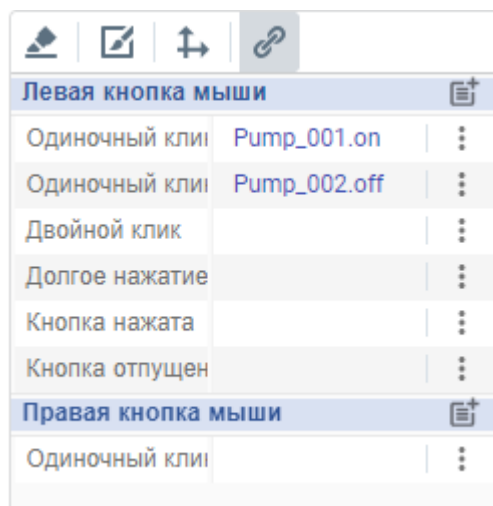 Левая кнопка мыши
Одиночный кли Pump_001.on
Одиночный кли Pump_002.off
Двойной клик
Долгое нажатие
Кнопка нажата
Кнопка отпущен
Правая кнопка мыши
Одиночный кли